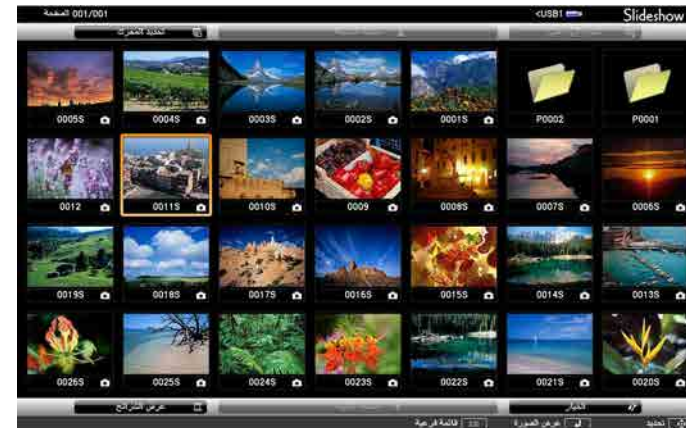 Slideshow
<USB1
001/001 الصفحة
تحديد المحرك
P0001 P0002 0001S 0002S 0003S 0004S 0005S
0006S 0007S 0008S 0009 0010S 0011S 0012
0013S 0014S 0015S 0016S 0017S 0018S 0019S
0020S 0021S 0022S 0023S 0024S 0025S 0026S
الخيار
عرض الشرائح
تحديد
عرض الصورة
قائمة فرعية